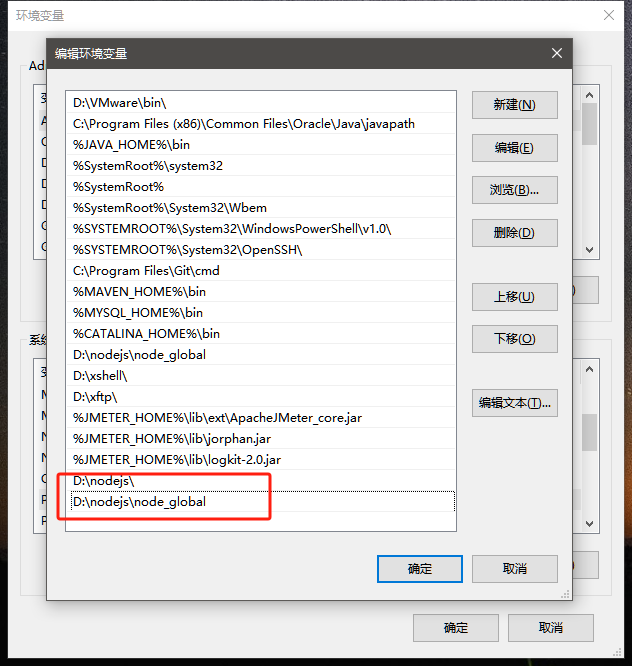 环境变量
编辑环境变量
Ad
D:\VMware\bin\
新建(N)
C:\Program Files (x86)\Common Files\Oracle\Java\javapath
%JAVA_HOME%\bin
编辑(E)
%SystemRoot%\system32
%SystemRoot%
浏览(B)...
%SystemRoot%\System32\Wbem
%SYSTEMROOT%\System32\WindowsPowerShell\v1.0\
删除(D)
%SYSTEMROOT%\System32\OpenSSH\
C:\Program Files\Git\cmd
%MAVEN_HOME%\bin
上移(U)
%MYSQL_HOME%\bin
%CATALINA_HOME%\bin
下移(O)
D:\nodejs\node_global
D:\xshell\
D:\xftp\
编辑文本(T)...
%JMETER_HOME%\lib\ext\ApacheJMeter_core.jar
%JMETER_HOME%\lib\jorphan.jar
%JMETER_HOME%\lib\logkit-2.0.jar
D:\nodejs\
D:\nodejs\node_global
确定
取消
确定
取消